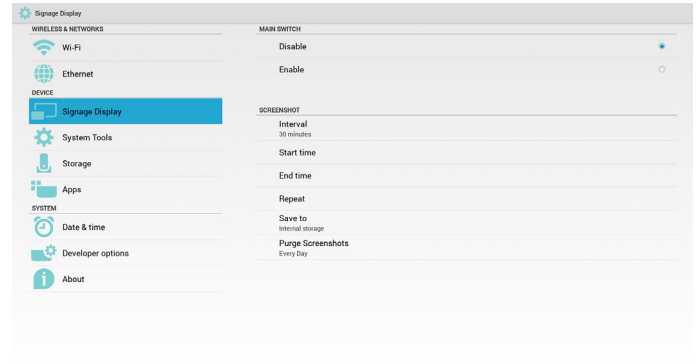 Signage Display
WIRELESS & NETWORKS
Wi-Fi
Ethernet
DEVICE
Signage Display
System Tools
Storage
Apps
SYSTEM
Date & time
Developer options
About
MAIN SWITCH
Disable
Enable
SCREENSHOT
Interval
30 minutes
Start time
End time
Repeat
Save to
Internal storage
Purge Screenshots
Every Day